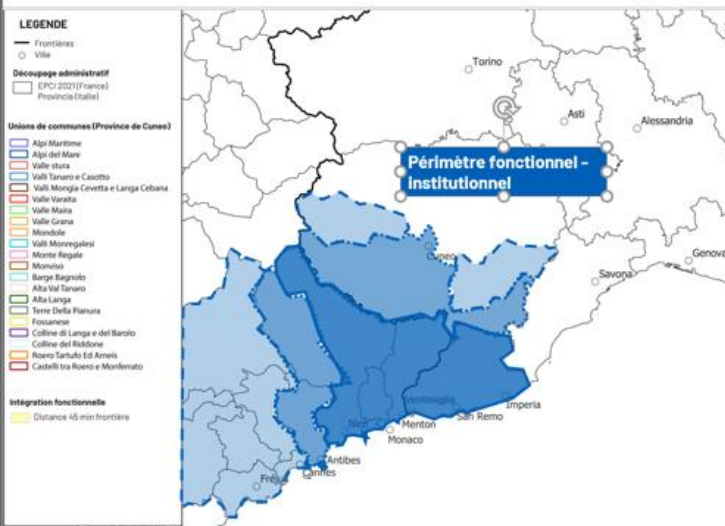 LEGENDE
Frontières
Ville
Découpage administratif
EPCI 2021(France)
Provincia(Italie)
Unions de communes (Province de Cuneo)
Alpi Maritime
Alpi del Mare
Valle stura
Valli Tanaro e Casotto
Valli Mongia Cevetta e Langa Cebana
Valle Varaita
Valle Maira
Valle Grana
Mondole
Valli Monregalesi
Monte Regale
Monviso
Barge Bagnolo
Alta Val Tanaro
Alta Langa
Terre Della Pianura
Fossanese
Colline di Langa e del Barolo
Colline del Riddone
Roero Tartufo Ed Arneis
Castelli tra Roero e Monferrato
Intégration fonctionnelle
Distance 45 min frontière
Torino
Asti
Alessandria
Périmètre fonctionnel -
institutionnel
Cuneo
Genova
Savona
Ventimiglia
Imperia
San Remo
Nice
Menton
Monaco
Antibes
Cannes
Fréjus